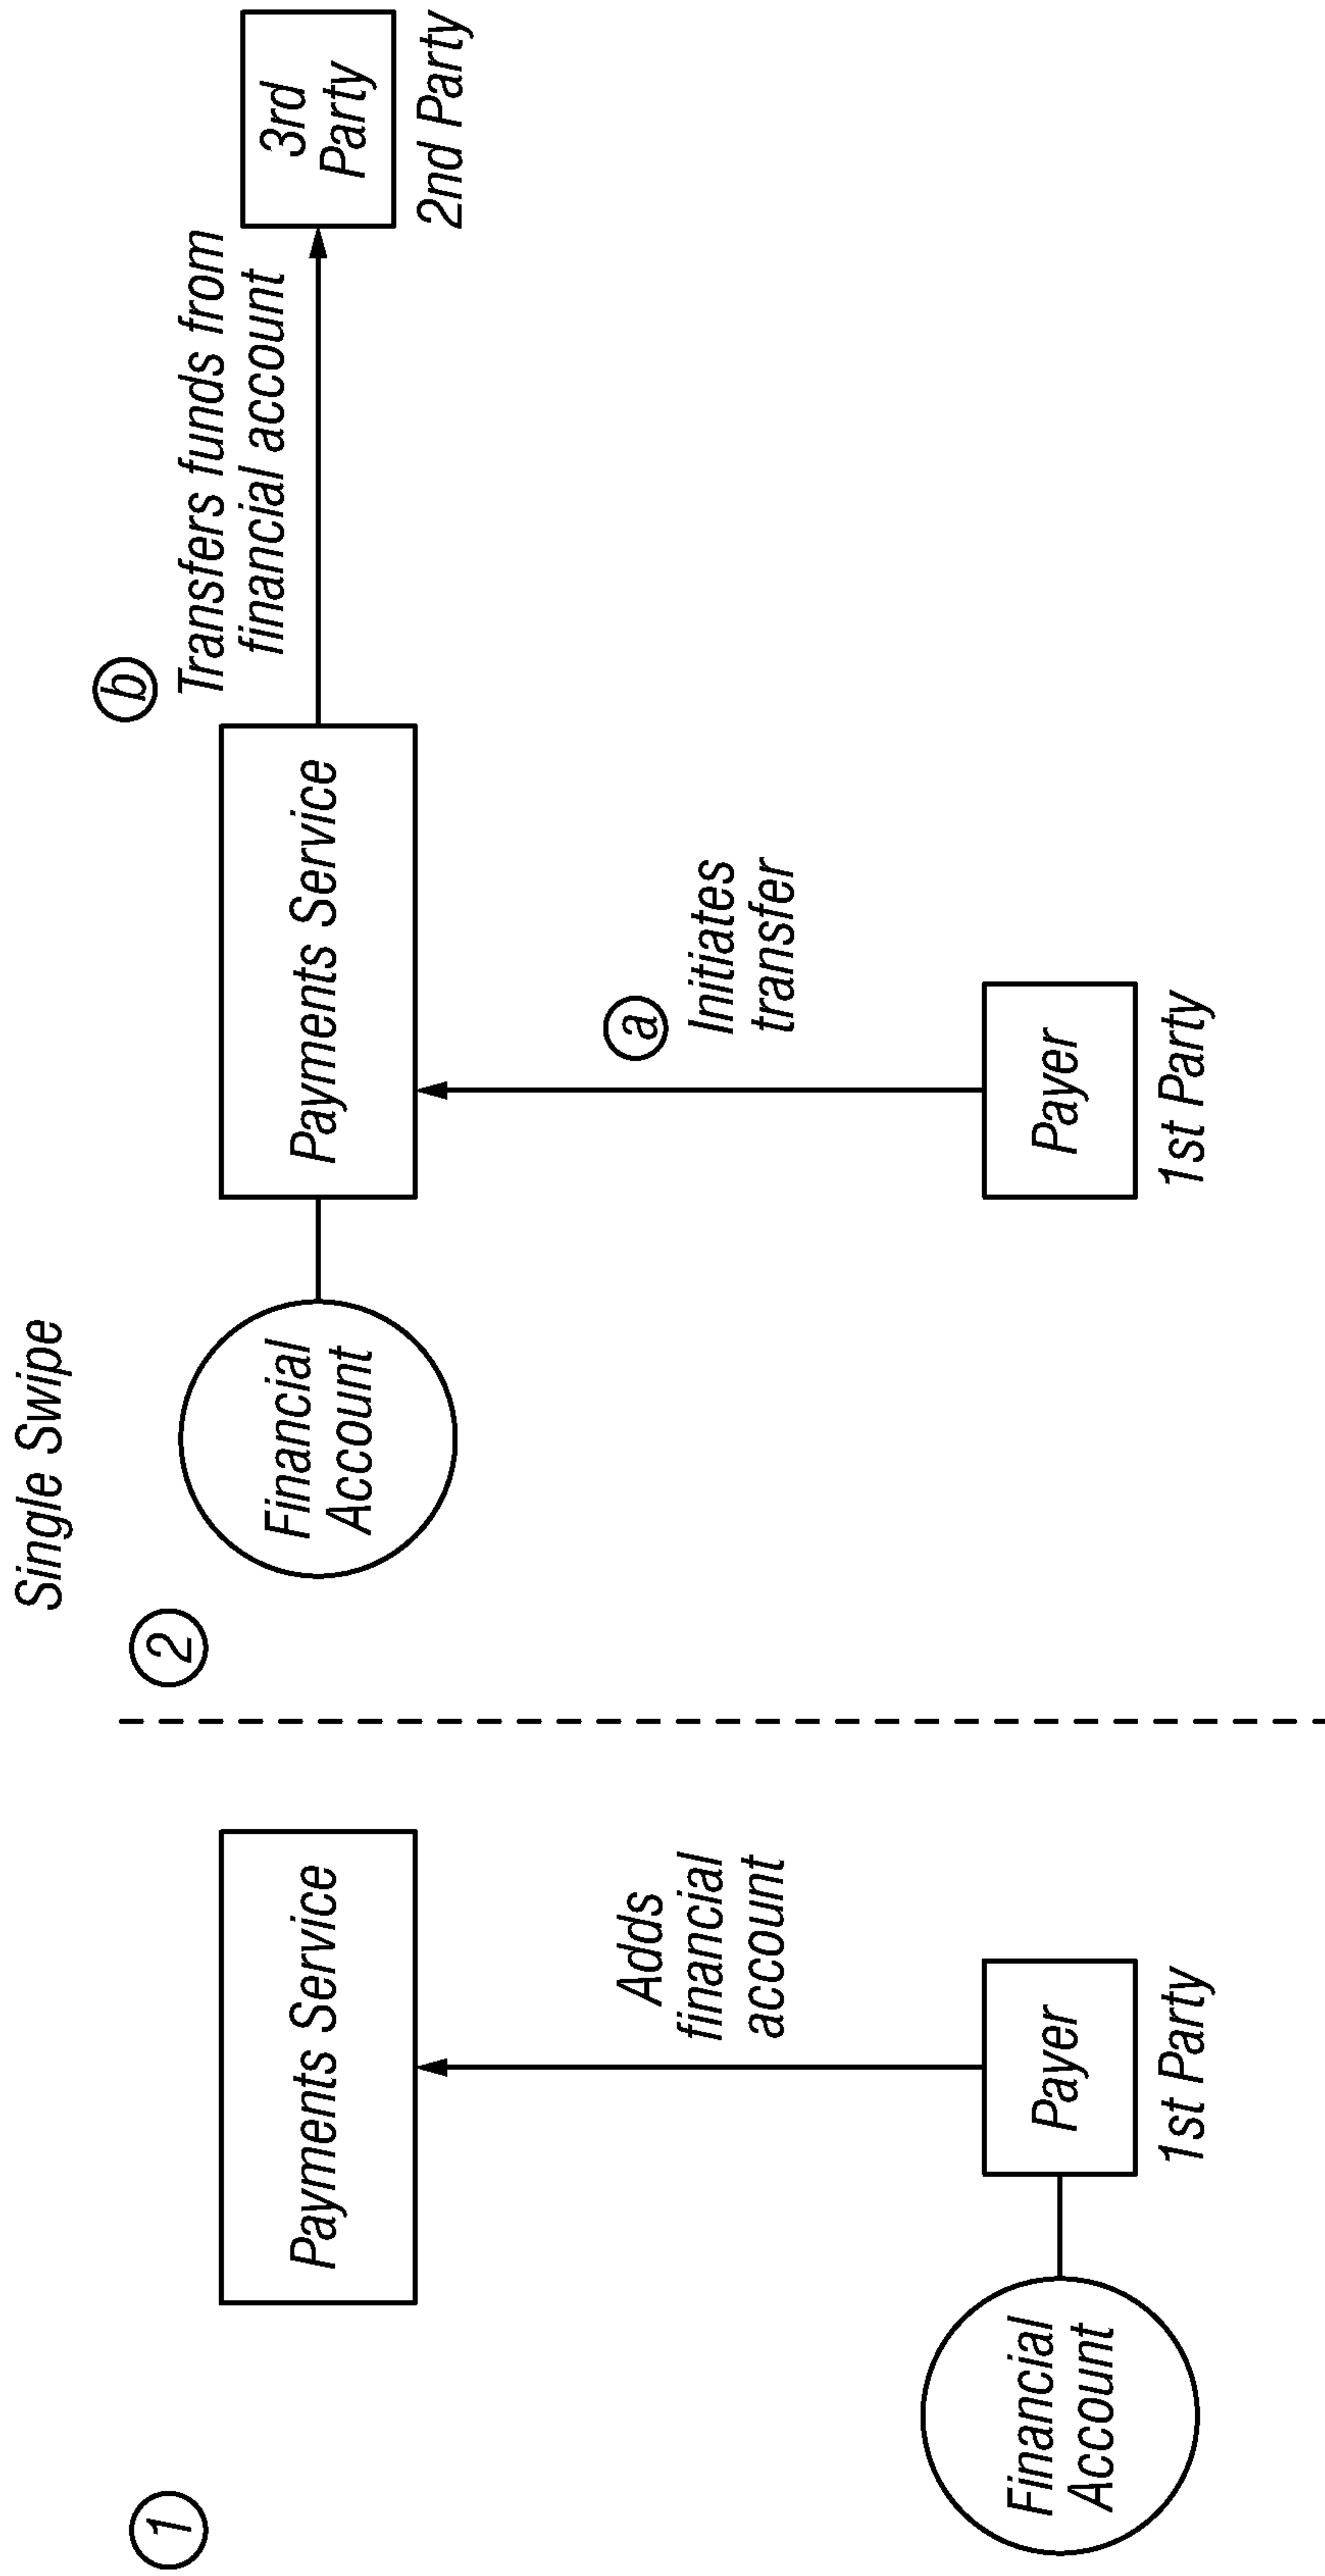 Single Swipe
1
Payments Service
Adds
financial
account
Financial
Account
Payer
1st Party
2
Financial
Account
Payments Service
b
Transfers funds from
financial account
3rd
Party
2nd Party
a
Initiates
transfer
Payer
1st Party